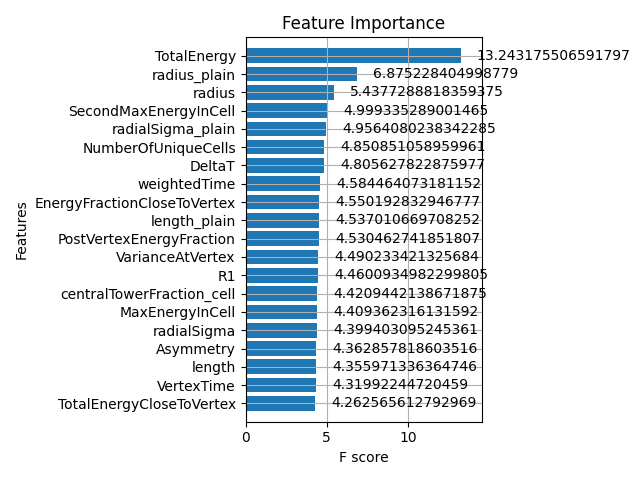 Feature Importance
TotalEnergy 13.243175506591797
radius_plain 6.875228404998779
radius 5.4377288818359375
SecondMaxEnergyInCell 4.999335289001465
radialSigma_plain 4.9564080238342285
NumberOfUniqueCells 4.850851058959961
DeltaT 4.805627822875977
weightedTime 4.584464073181152
EnergyFractionCloseToVertex 4.550192832946777
length_plain 4.537010669708252
PostVertexEnergyFraction 4.530462741851807
VarianceAtVertex 4.490233421325684
R1 4.4600934982299805
centralTowerFraction_cell 4.4209442138671875
MaxEnergyInCell 4.409362316131592
radialSigma 4.399403095245361
Asymmetry 4.362857818603516
length 4.355971336364746
VertexTime 4.31992244720459
TotalEnergyCloseToVertex 4.262565612792969
Features
0 5 10
F score